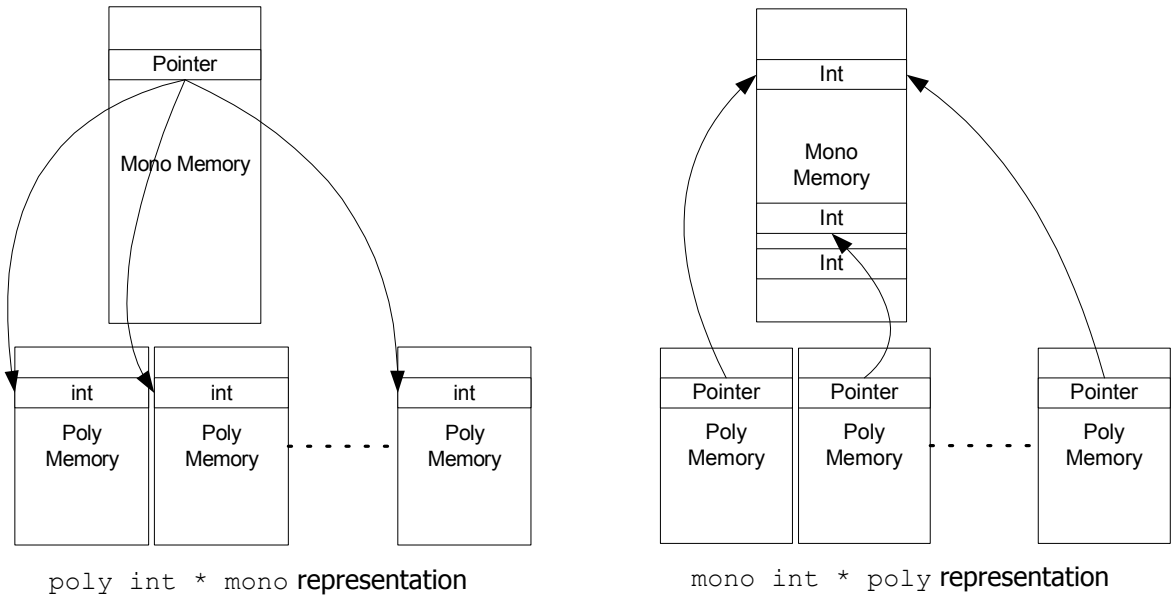 Pointer
Mono Memory
int
Poly
Memory
int
Poly
Memory
int
Poly
Memory
poly int * mono representation
Int
Mono
Memory
Int
Int
Pointer
Poly
Memory
Pointer
Poly
Memory
Pointer
Poly
Memory
mono int * poly representation